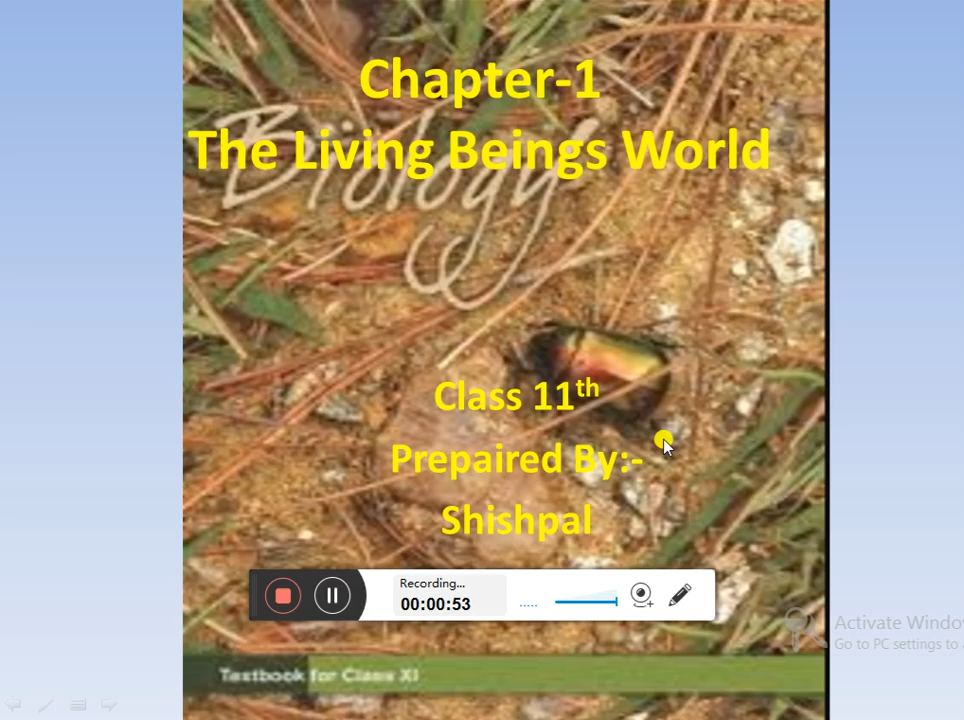 Chapter-1
The Living Beings World
Biology
Class 11th
Prepaired By:-
Shishpal
Recording...
00:00:53
Activate Windo
Go to PC settings to a
Textbook for Class XI